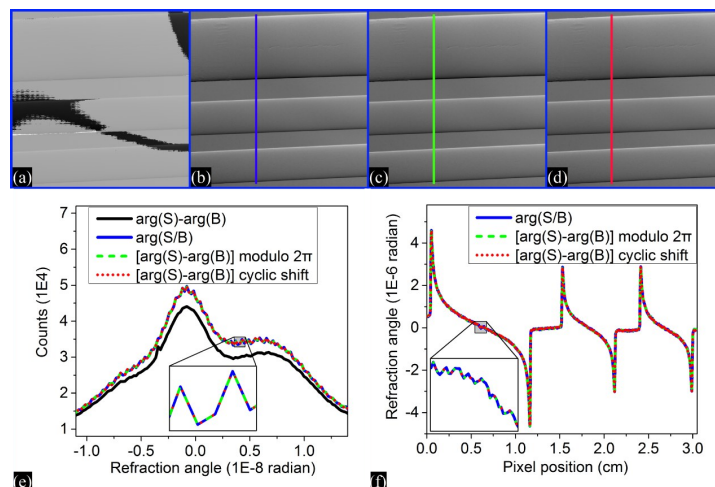 (a)
(b)
(c)
(d)
arg(S)-arg(B)
arg(S/B)
[arg(S)-arg(B)] modulo 2π
[arg(S)-arg(B)] cyclic shift
Counts (1E4)
7
6
5
4
3
2
1
-1.0
-0.5
0.0
0.5
1.0
Refraction angle (1E-8 radian)
(e)
arg(S/B)
[arg(S)-arg(B)] modulo 2π
[arg(S)-arg(B)] cyclic shift
Refraction angle (1E-6 radian)
4
2
0
-2
-4
0.0
0.5
1.0
1.5
2.0
2.5
3.0
Pixel position (cm)
(f)